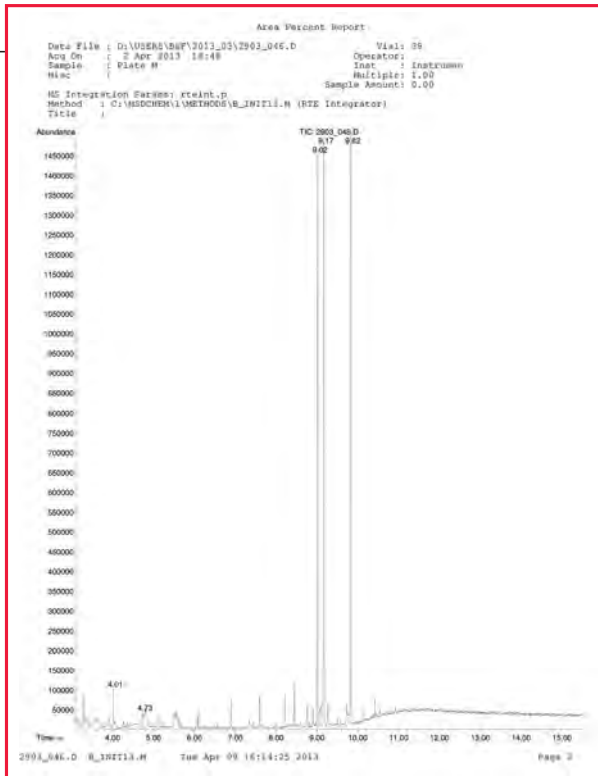 Area Percent Report
Data File : D:\USERS\B&F\2013_03\2903_046.D Vial: 38
Acq On : 2 Apr 2013 18:48 Operator:
Sample : Plate M Inst : Instrumen
Misc : Multiplr: 1.00
Sample Amount: 0.00
MS Integration Params: rteint.p
Method : C:\MSDCHEM\1\METHODS\B_INIT13.M (RTE Integrator)
Title :
Abundance
TIC: 2903_046.D
9.17 9.82
9.02
1450000
1400000
1350000
1300000
1250000
1200000
1150000
1100000
1050000
1000000
950000
900000
850000
800000
750000
700000
650000
600000
550000
500000
450000
400000
350000
300000
250000
200000
150000
100000
4.01
4.73
50000
Time--> 4.00 5.00 6.00 7.00 8.00 9.00 10.00 11.00 12.00 13.00 14.00 15.00
2903_046.D B_INIT13.M Tue Apr 09 16:14:25 2013 Page 2